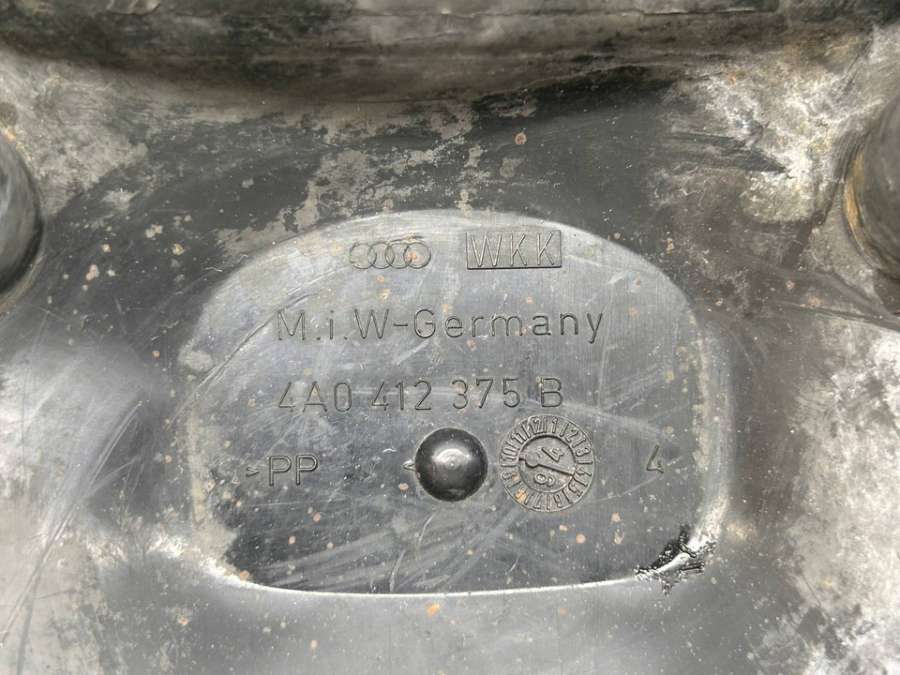 WKK
M.i.W-Germany
4A0 412 375 B
>PP
4